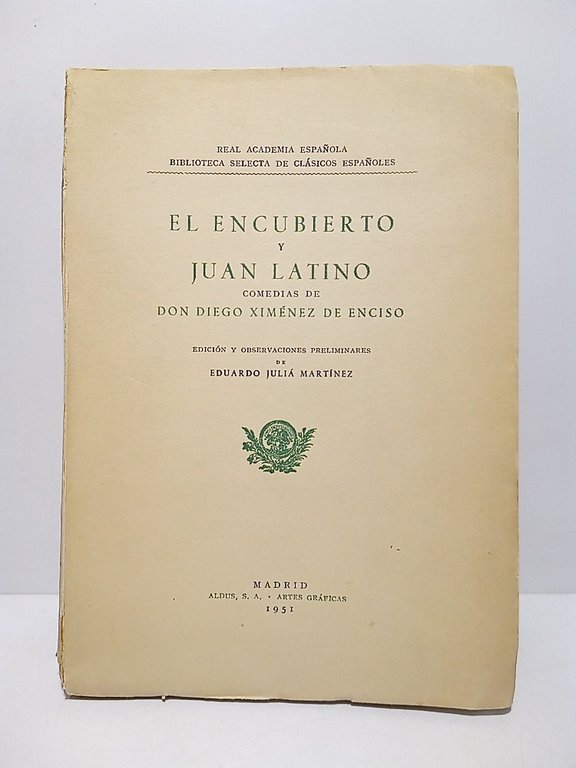 REAL ACADEMIA ESPAÑOLA
BIBLIOTECA SELECTA DE CLÁSICOS ESPAÑOLES
EL ENCUBIERTO
Y
JUAN LATINO
COMEDIAS DE
DON DIEGO XIMÉNEZ DE ENCISO
EDICIÓN Y OBSERVACIONES PRELIMINARES
DE
EDUARDO JULIÁ MARTÍNEZ
MADRID
ALDUS, S. A. • ARTES GRÁFICAS
1951